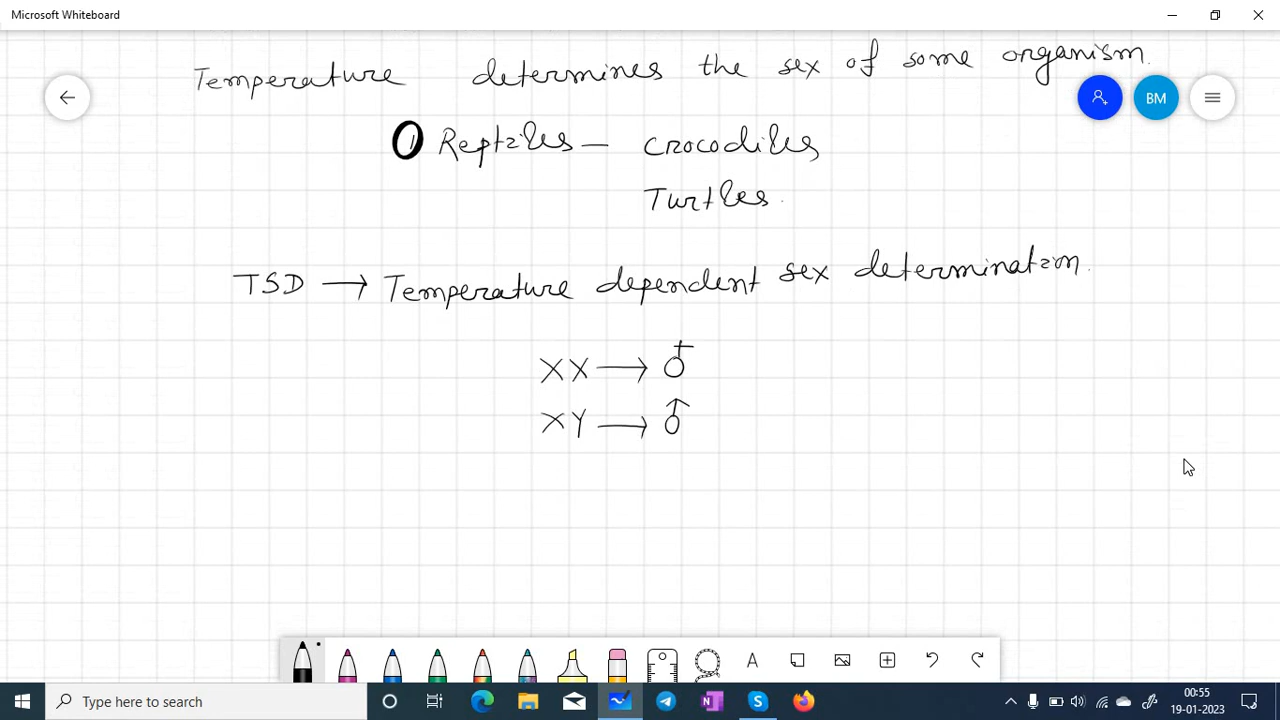 Microsoft Whiteboard
Temperature determines the sex of some organism.
BM
① Reptiles — crocodiles
Turtles.
TSD → Temperature dependent sex determination.
XX → ♀
XY → ♂
A
Type here to search
00:55
19-01-2023